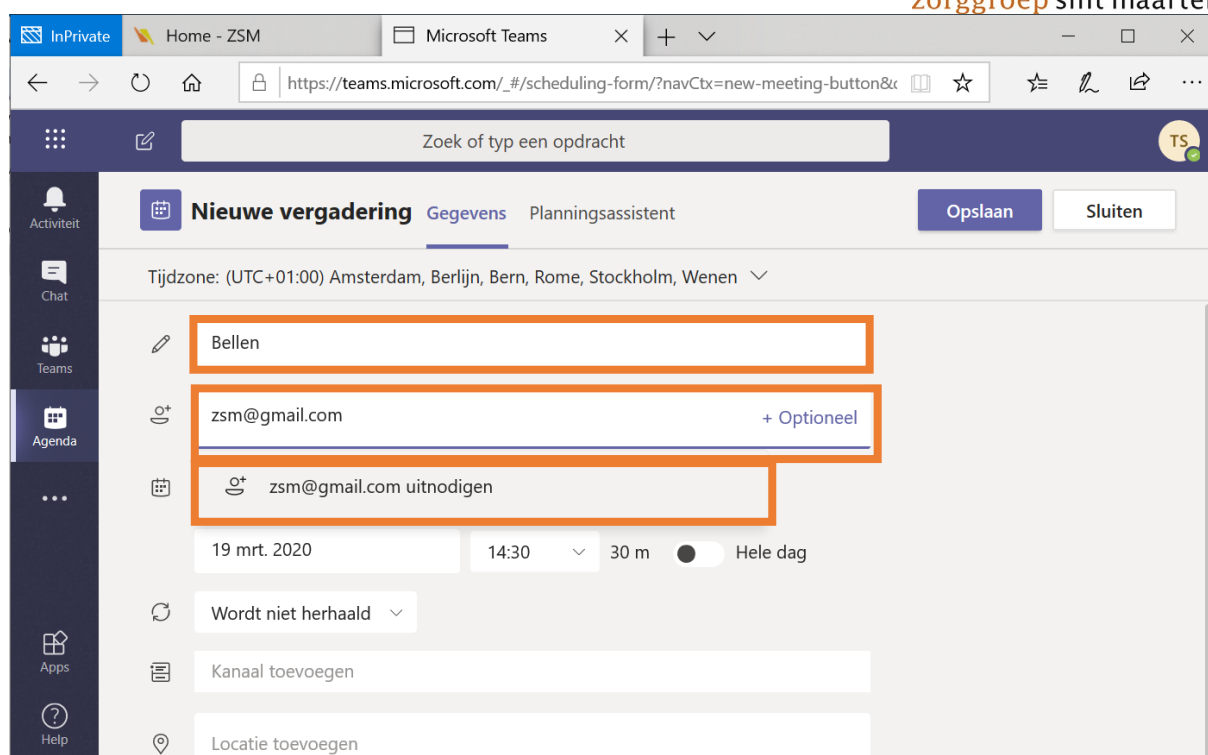 zorggroep sint maarten
InPrivate
Home - ZSM
Microsoft Teams
https://teams.microsoft.com/_#/scheduling-form/?navCtx=new-meeting-button&c
Zoek of typ een opdracht
TS
Activiteit
Nieuwe vergadering Gegevens Planningsassistent
Opslaan
Sluiten
Tijdzone: (UTC+01:00) Amsterdam, Berlijn, Bern, Rome, Stockholm, Wenen
Chat
Bellen
Teams
zsm@gmail.com
+ Optioneel
Agenda
zsm@gmail.com uitnodigen
19 mrt. 2020
14:30
30 m
Hele dag
Wordt niet herhaald
Apps
Kanaal toevoegen
Help
Locatie toevoegen